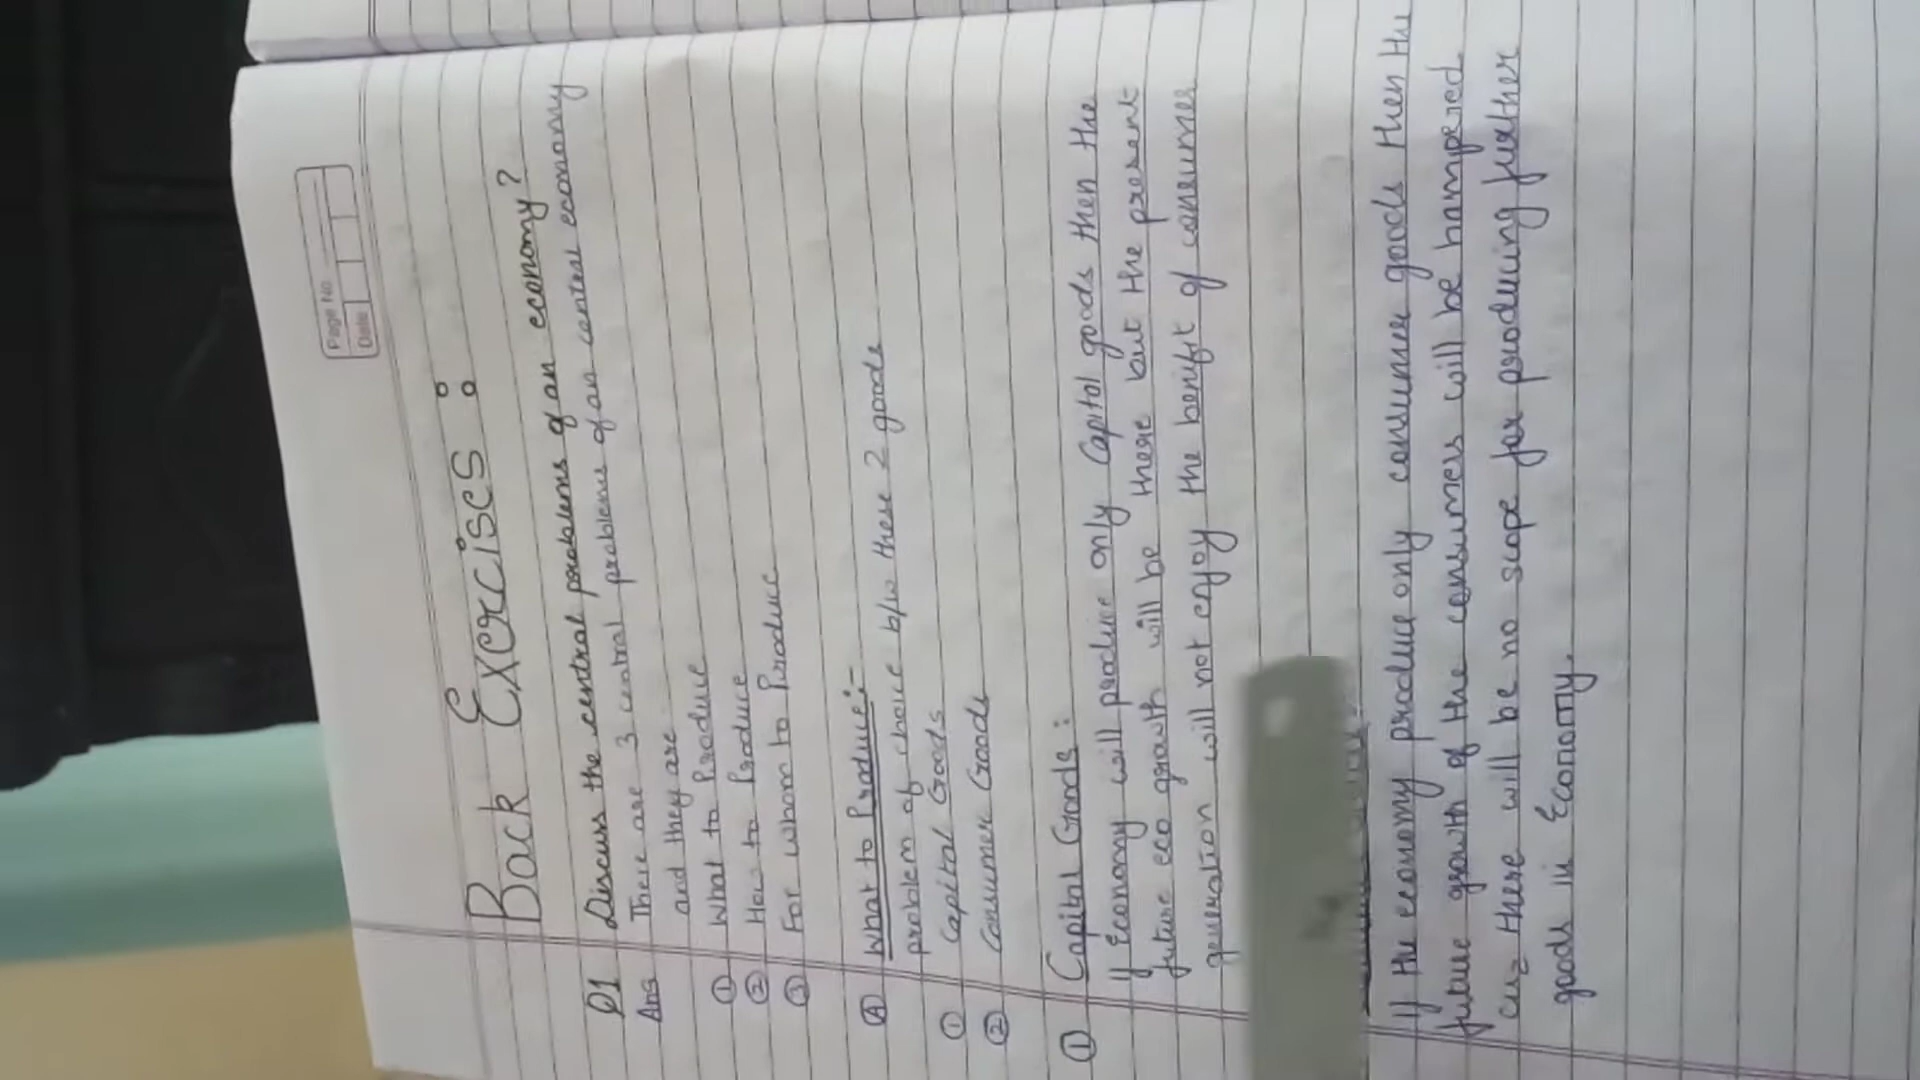 Page No.
Date
Back Exercises :
Q1 Discuss the central problems of an economy?
Ans There are 3 central problems of an central economy
and they are
① What to Produce
② How to Produce
③ For whom to Produce
Ⓐ What to Produce:-
problem of choice b/w these 2 goods
① Capital Goods
② Consumer Goods
① Capital Goods:
If Economy will produce only Capital goods then the
future eco growth will be there but the present
generation will not enjoy the benifit of consumer
If the economy produce only consumer goods then the
future growth of the consumers will be hampered
cuz there will be no scope for producing further
goods in Economy.